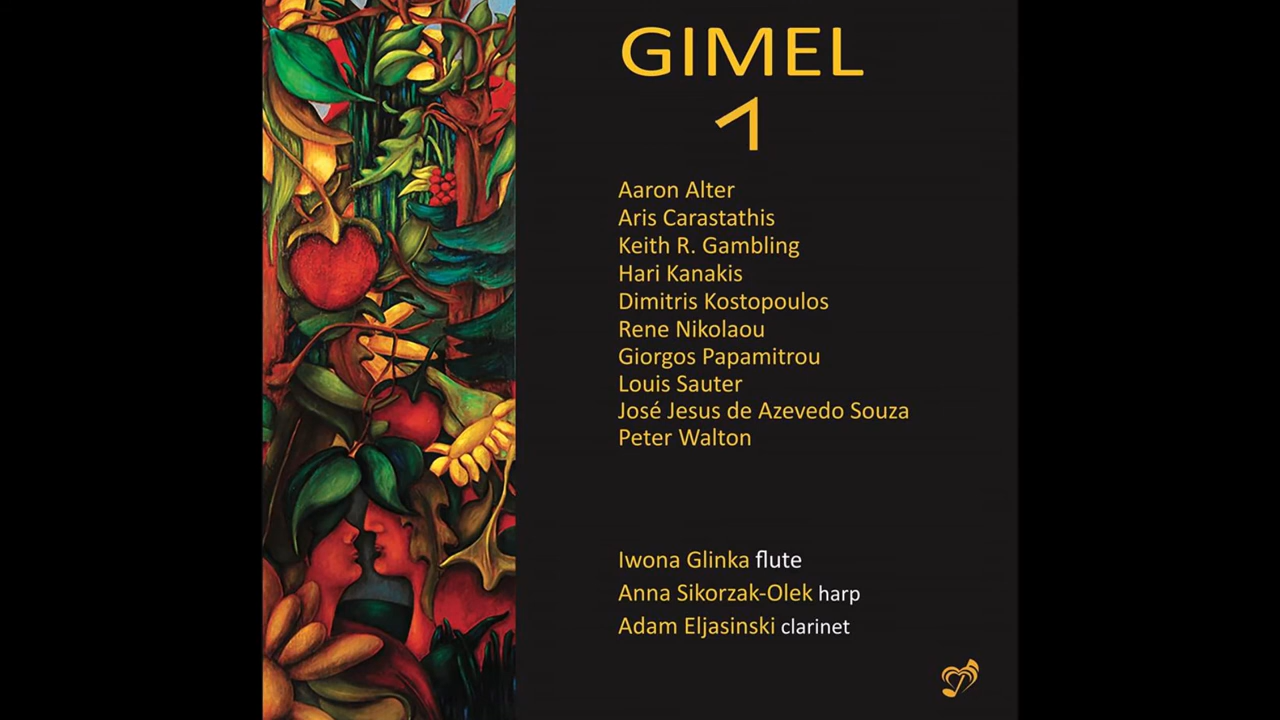 GIMEL
1
Aaron Alter
Aris Carastathis
Keith R. Gambling
Hari Kanakis
Dimitris Kostopoulos
Rene Nikolaou
Giorgos Papamitrou
Louis Sauter
José Jesus de Azevedo Souza
Peter Walton
Iwona Glinka flute
Anna Sikorzak-Olek harp
Adam Eljasinski clarinet